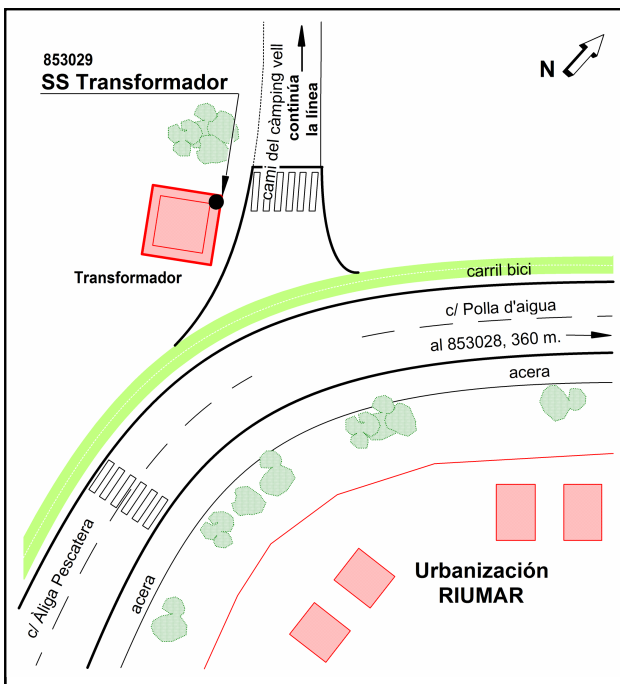 853029
SS Transformador
N
camí del càmping vell
continúa
la línea
Transformador
carril bici
c/ Polla d'aigua
al 853028, 360 m.
acera
c/ Àliga Pescatera
acera
Urbanización
RIUMAR